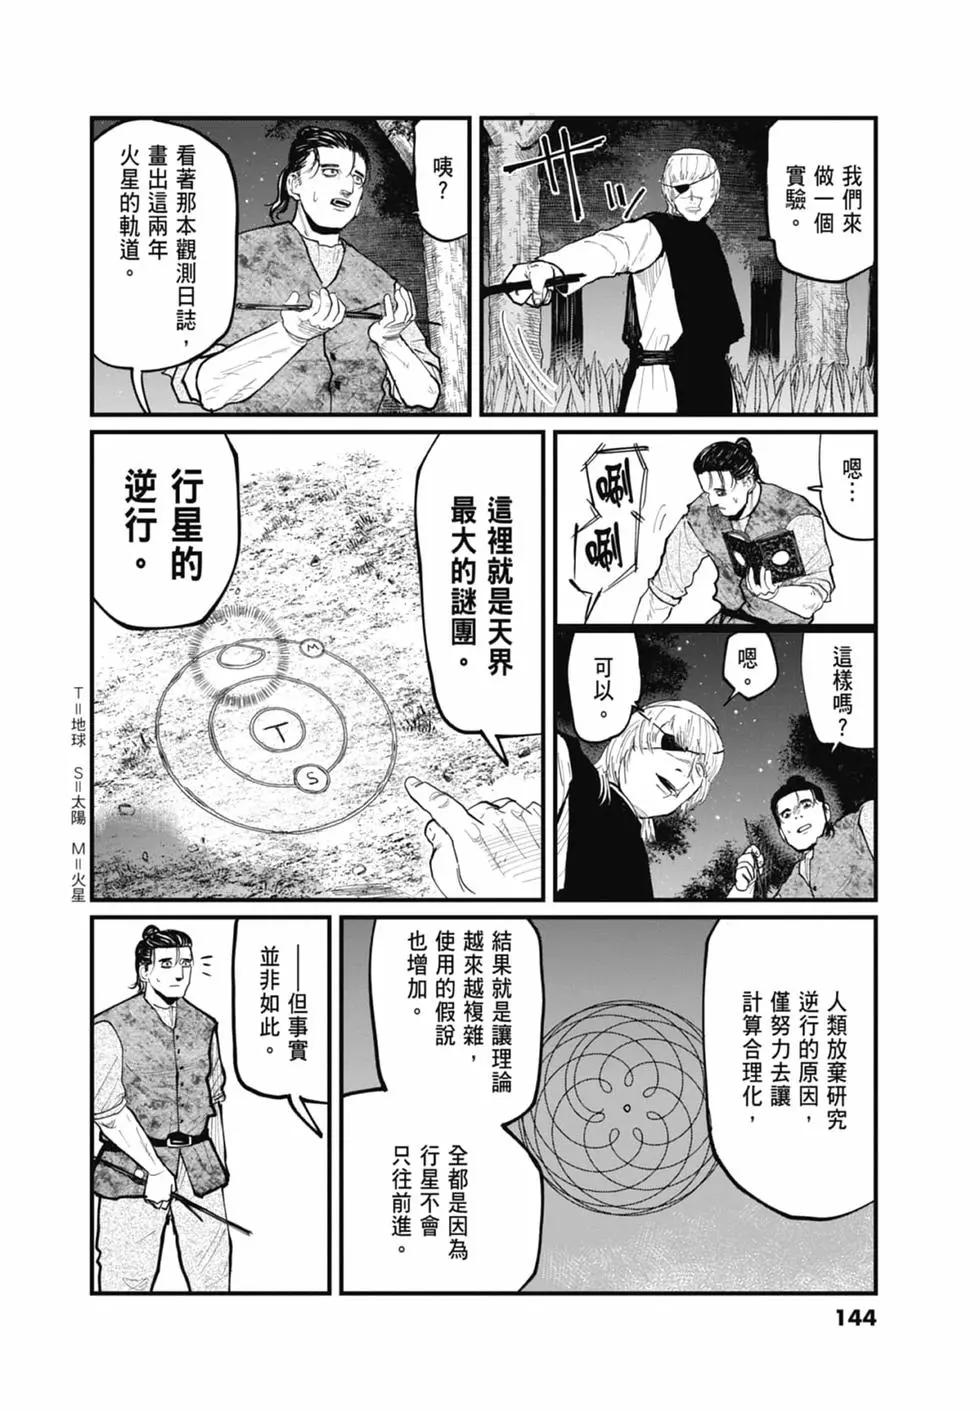 我們來
做一個
實驗。
咦?
看著那本觀測日誌，
畫出這兩年
火星的軌道。
嗯…
唰
唰
這樣嗎?
嗯。
可以。
這裡就是天界
最大的謎團。
行星的
逆行。
T
S
M
T=地球 S=太陽 M=火星
人類放棄研究
逆行的原因，
僅努力去讓
計算合理化，
結果就是讓理論
越來越複雜，
使用的假說
也增加。
全都是因為
行星不會
只往前進。
——但事實
並非如此。
144